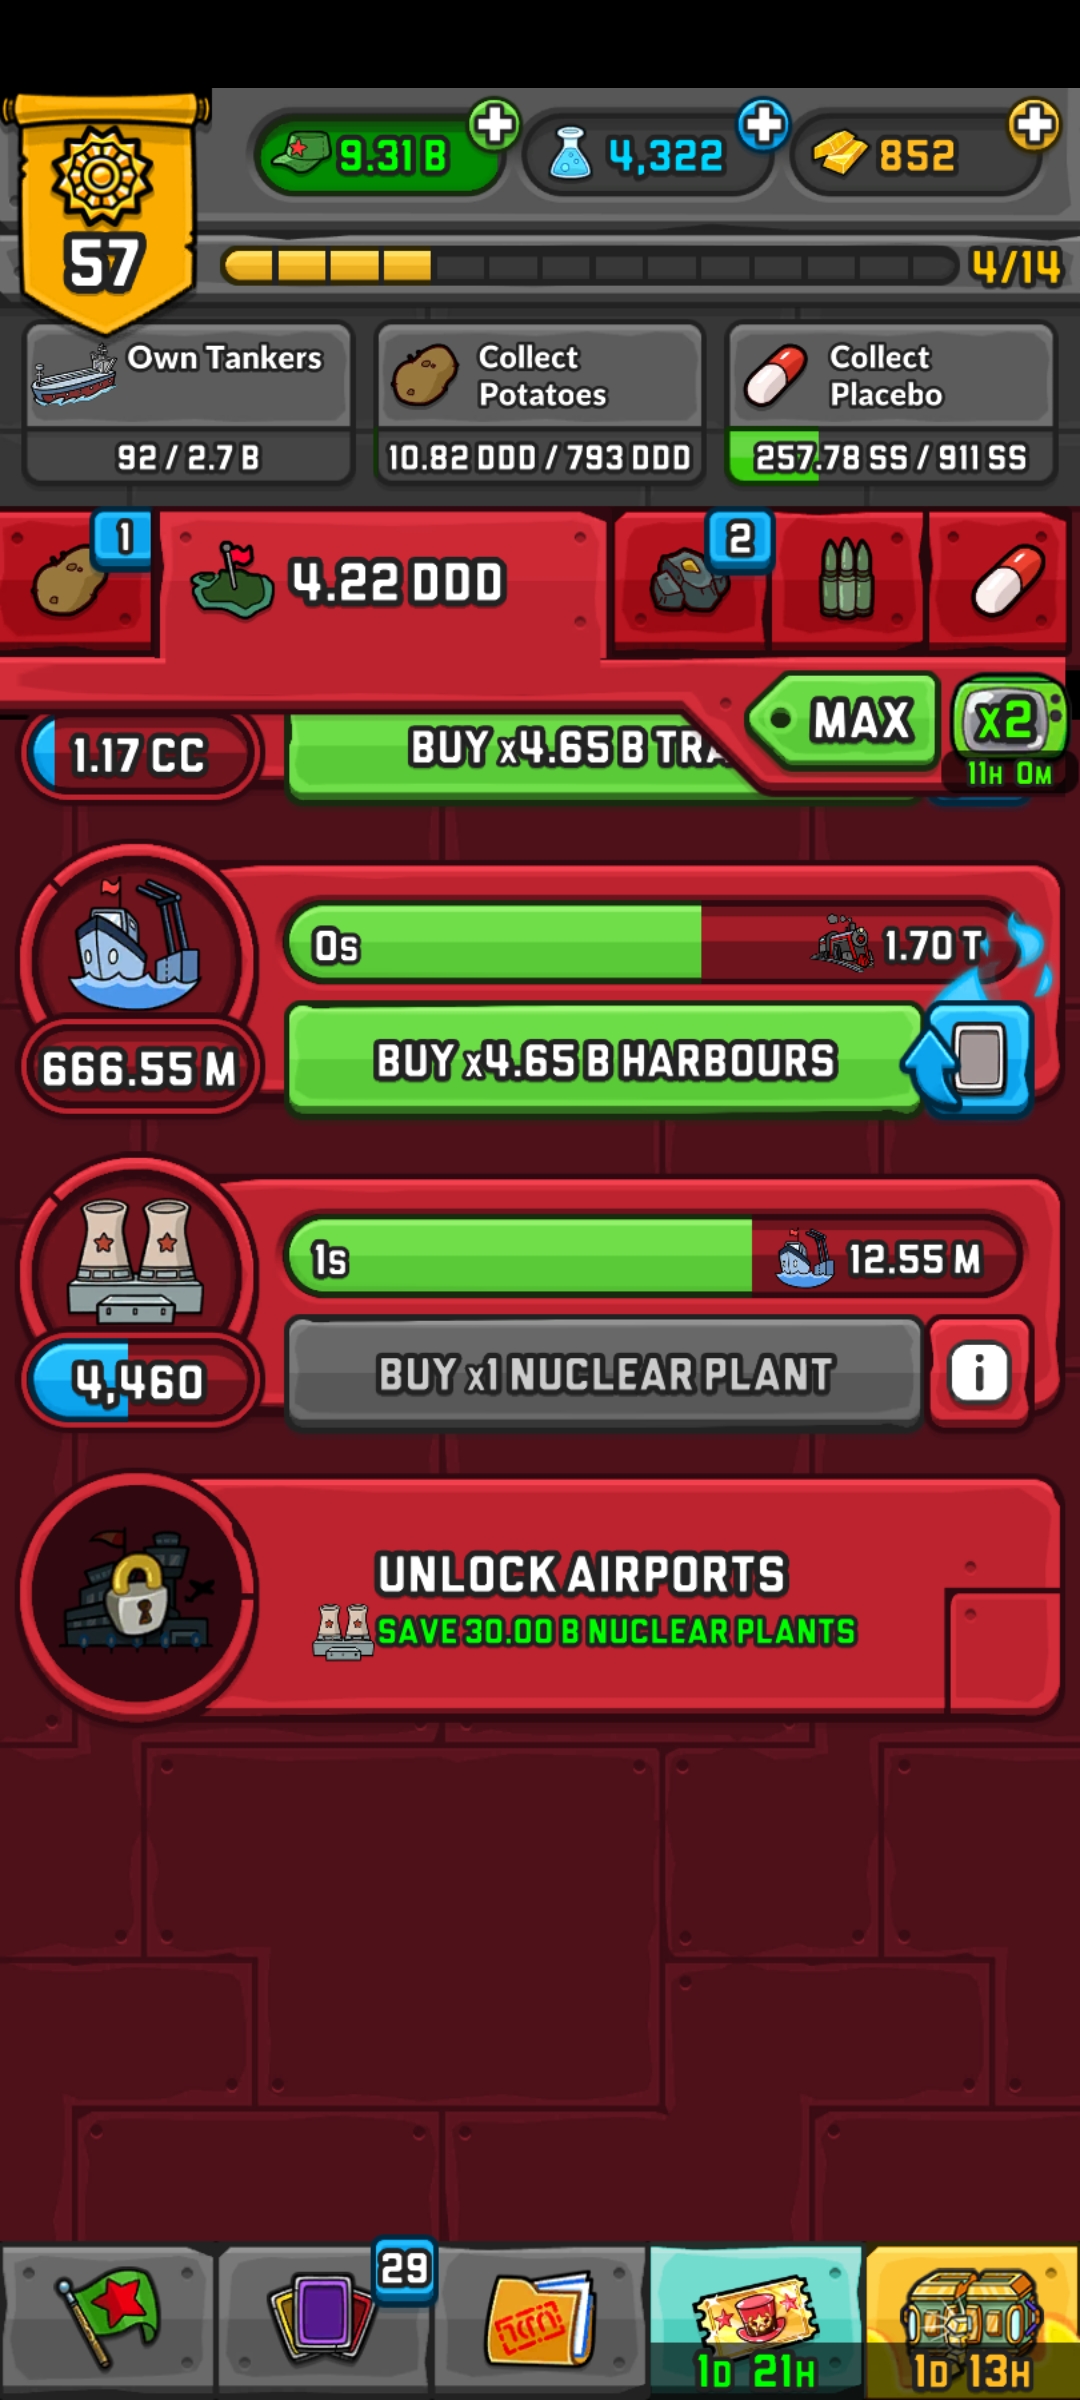 57
9.31 B
4,322
852
4/14
Own Tankers
92 / 2.7 B
Collect
Potatoes
10.82 DDD / 793 DDD
Collect
Placebo
257.78 SS / 911 SS
1
4.22 DDD
2
MAX
x2
11H 0M
1.17 CC
BUY x4.65 B TRA
0s
1.70 T
666.55 M
BUY x4.65 B HARBOURS
1s
12.55 M
4,460
BUY x1 NUCLEAR PLANT
i
UNLOCK AIRPORTS
SAVE 30.00 B NUCLEAR PLANTS
29
1D 21H
1D 13H